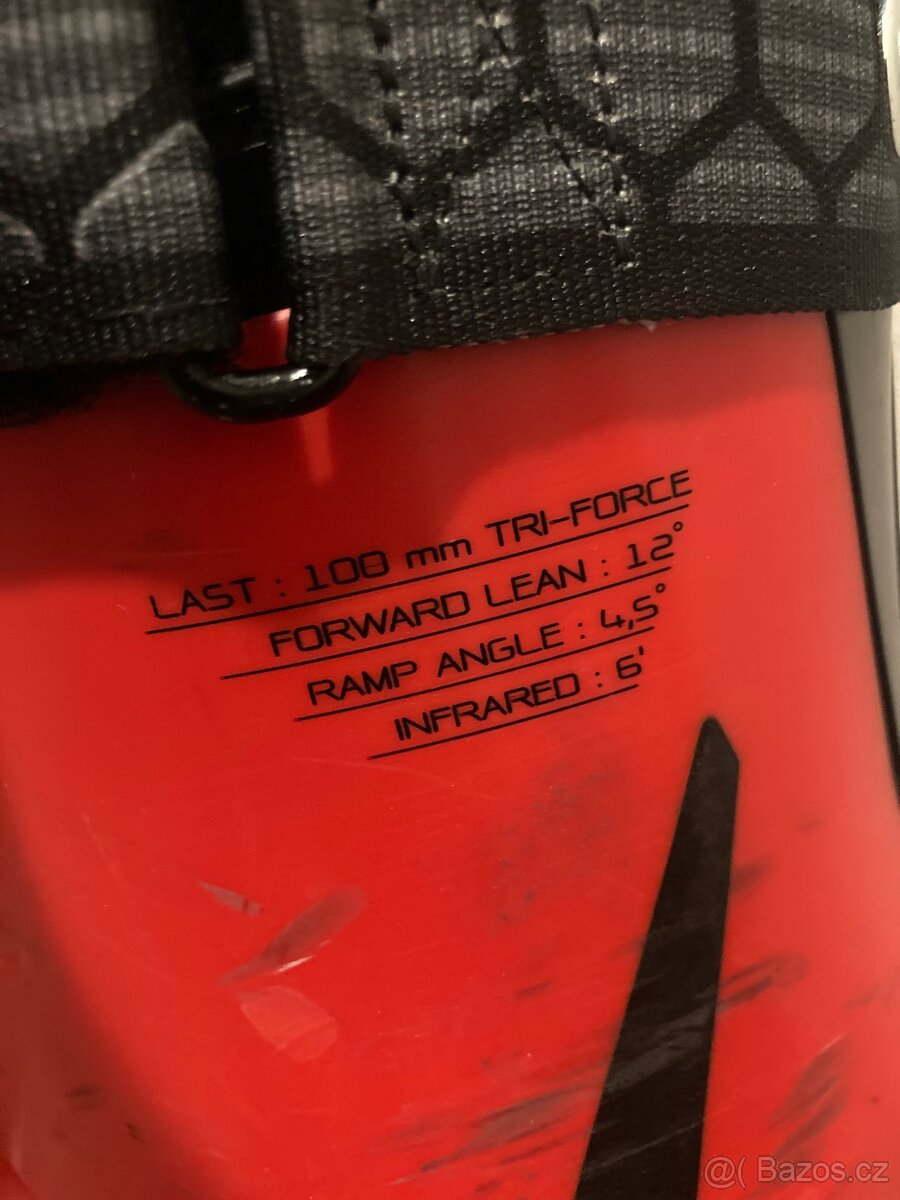 LAST : 100 mm TRI-FORCE
FORWARD LEAN : 12°
RAMP ANGLE : 4,5°
INFRARED : 6'
@( Bazos.cz